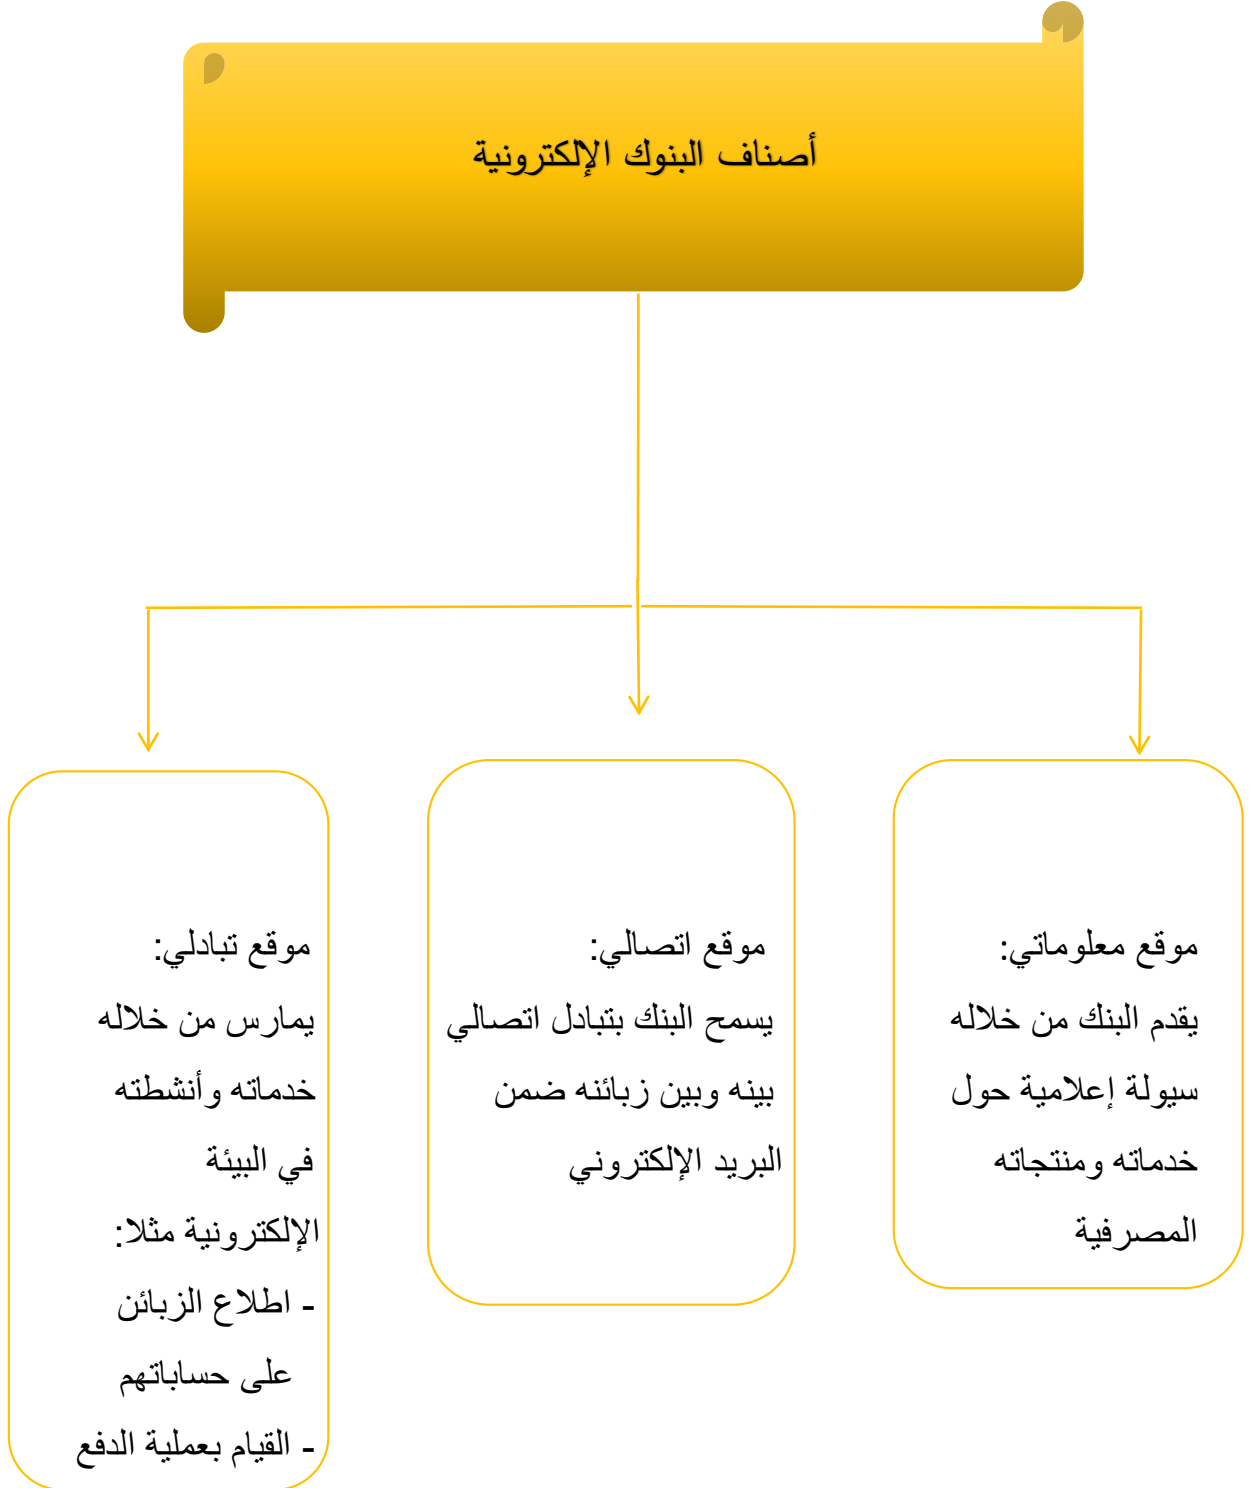 أصناف البنوك الإلكترونية
موقع معلوماتي:
يقدم البنك من خلاله
سيولة إعلامية حول
خدماته ومنتجاته
المصرفية
موقع اتصالي:
يسمح البنك بتبادل اتصالي
بينه وبين زبائنه ضمن
البريد الإلكتروني
موقع تبادلي:
يمارس من خلاله
خدماته وأنشطته
في البيئة
الإلكترونية مثلا:
- اطلاع الزبائن
على حساباتهم
- القيام بعملية الدفع